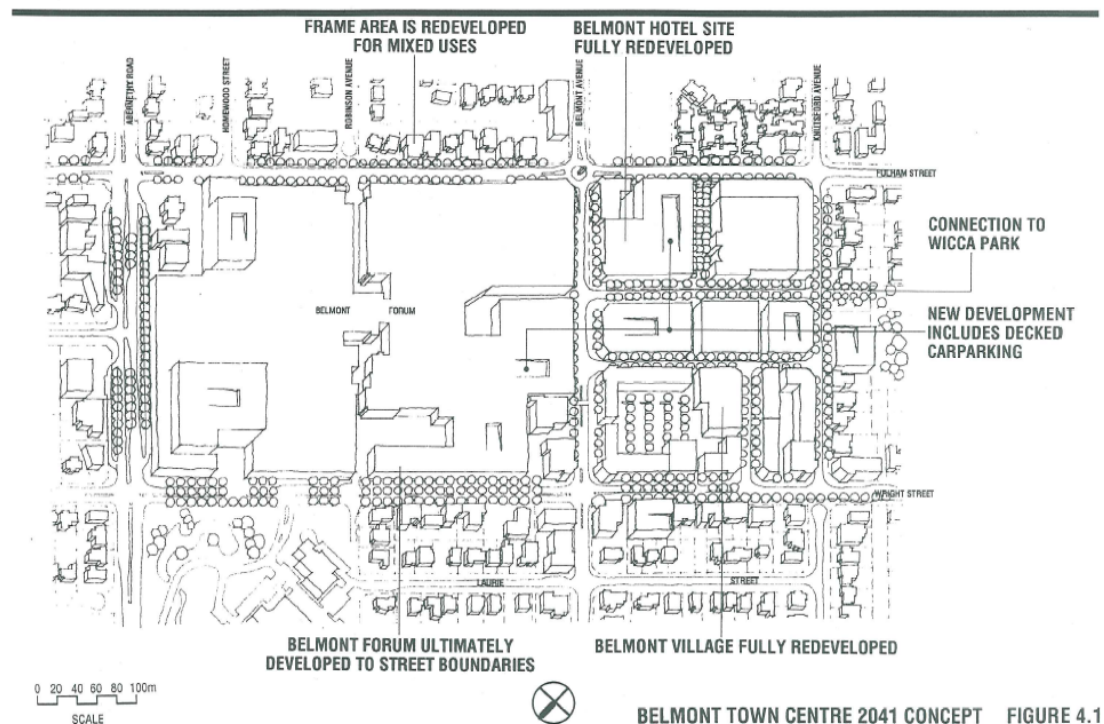 FRAME AREA IS REDEVELOPED
FOR MIXED USES
BELMONT HOTEL SITE
FULLY REDEVELOPED
ABERNETHY ROAD
HOMEWOOD STREET
ROBINSON AVENUE
BELMONT AVENUE
KNUTSFORD AVENUE
FULHAM STREET
CONNECTION TO
WICCA PARK
BELMONT FORUM
NEW DEVELOPMENT
INCLUDES DECKED
CARPARKING
WRIGHT STREET
LAURIE STREET
BELMONT FORUM ULTIMATELY
DEVELOPED TO STREET BOUNDARIES
BELMONT VILLAGE FULLY REDEVELOPED
0 20 40 60 80 100m
SCALE
BELMONT TOWN CENTRE 2041 CONCEPT FIGURE 4.1